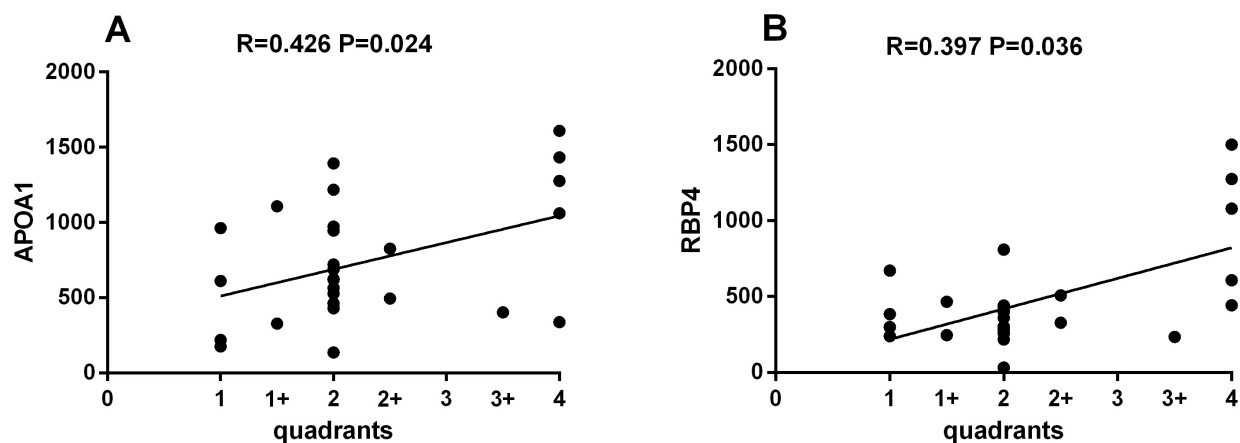 A
R=0.426 P=0.024
2000
1500
1000
500
0
APOA1
0 1 1+ 2 2+ 3 3+ 4
quadrants
B
R=0.397 P=0.036
2000
1500
1000
500
0
RBP4
0 1 1+ 2 2+ 3 3+ 4
quadrants